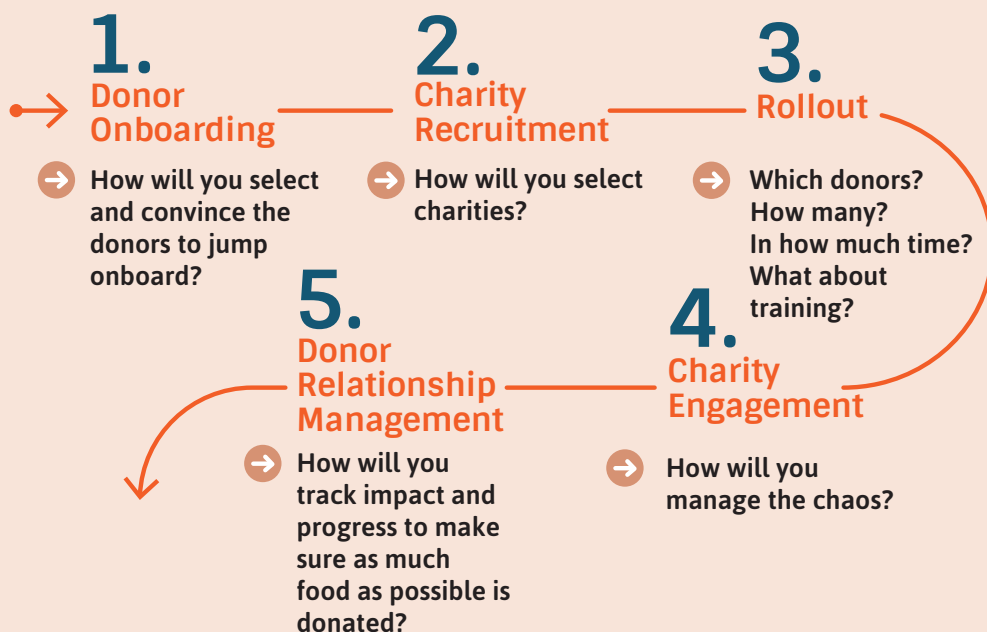 1.
Donor
Onboarding
How will you select
and convince the
donors to jump
onboard?
2.
Charity
Recruitment
How will you select
charities?
3.
Rollout
Which donors?
How many?
In how much time?
What about
training?
4.
Charity
Engagement
How will you
manage the chaos?
5.
Donor
Relationship
Management
How will you
track impact and
progress to make
sure as much
food as possible is
donated?